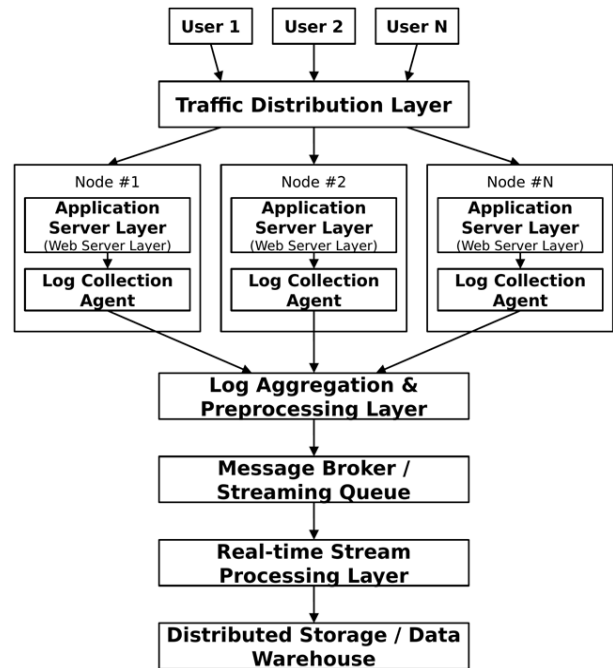 User 1
User 2
User N
Traffic Distribution Layer
Node #1
Application
Server Layer
(Web Server Layer)
Log Collection
Agent
Node #2
Application
Server Layer
(Web Server Layer)
Log Collection
Agent
Node #N
Application
Server Layer
(Web Server Layer)
Log Collection
Agent
Log Aggregation &
Preprocessing Layer
Message Broker /
Streaming Queue
Real-time Stream
Processing Layer
Distributed Storage / Data
Warehouse